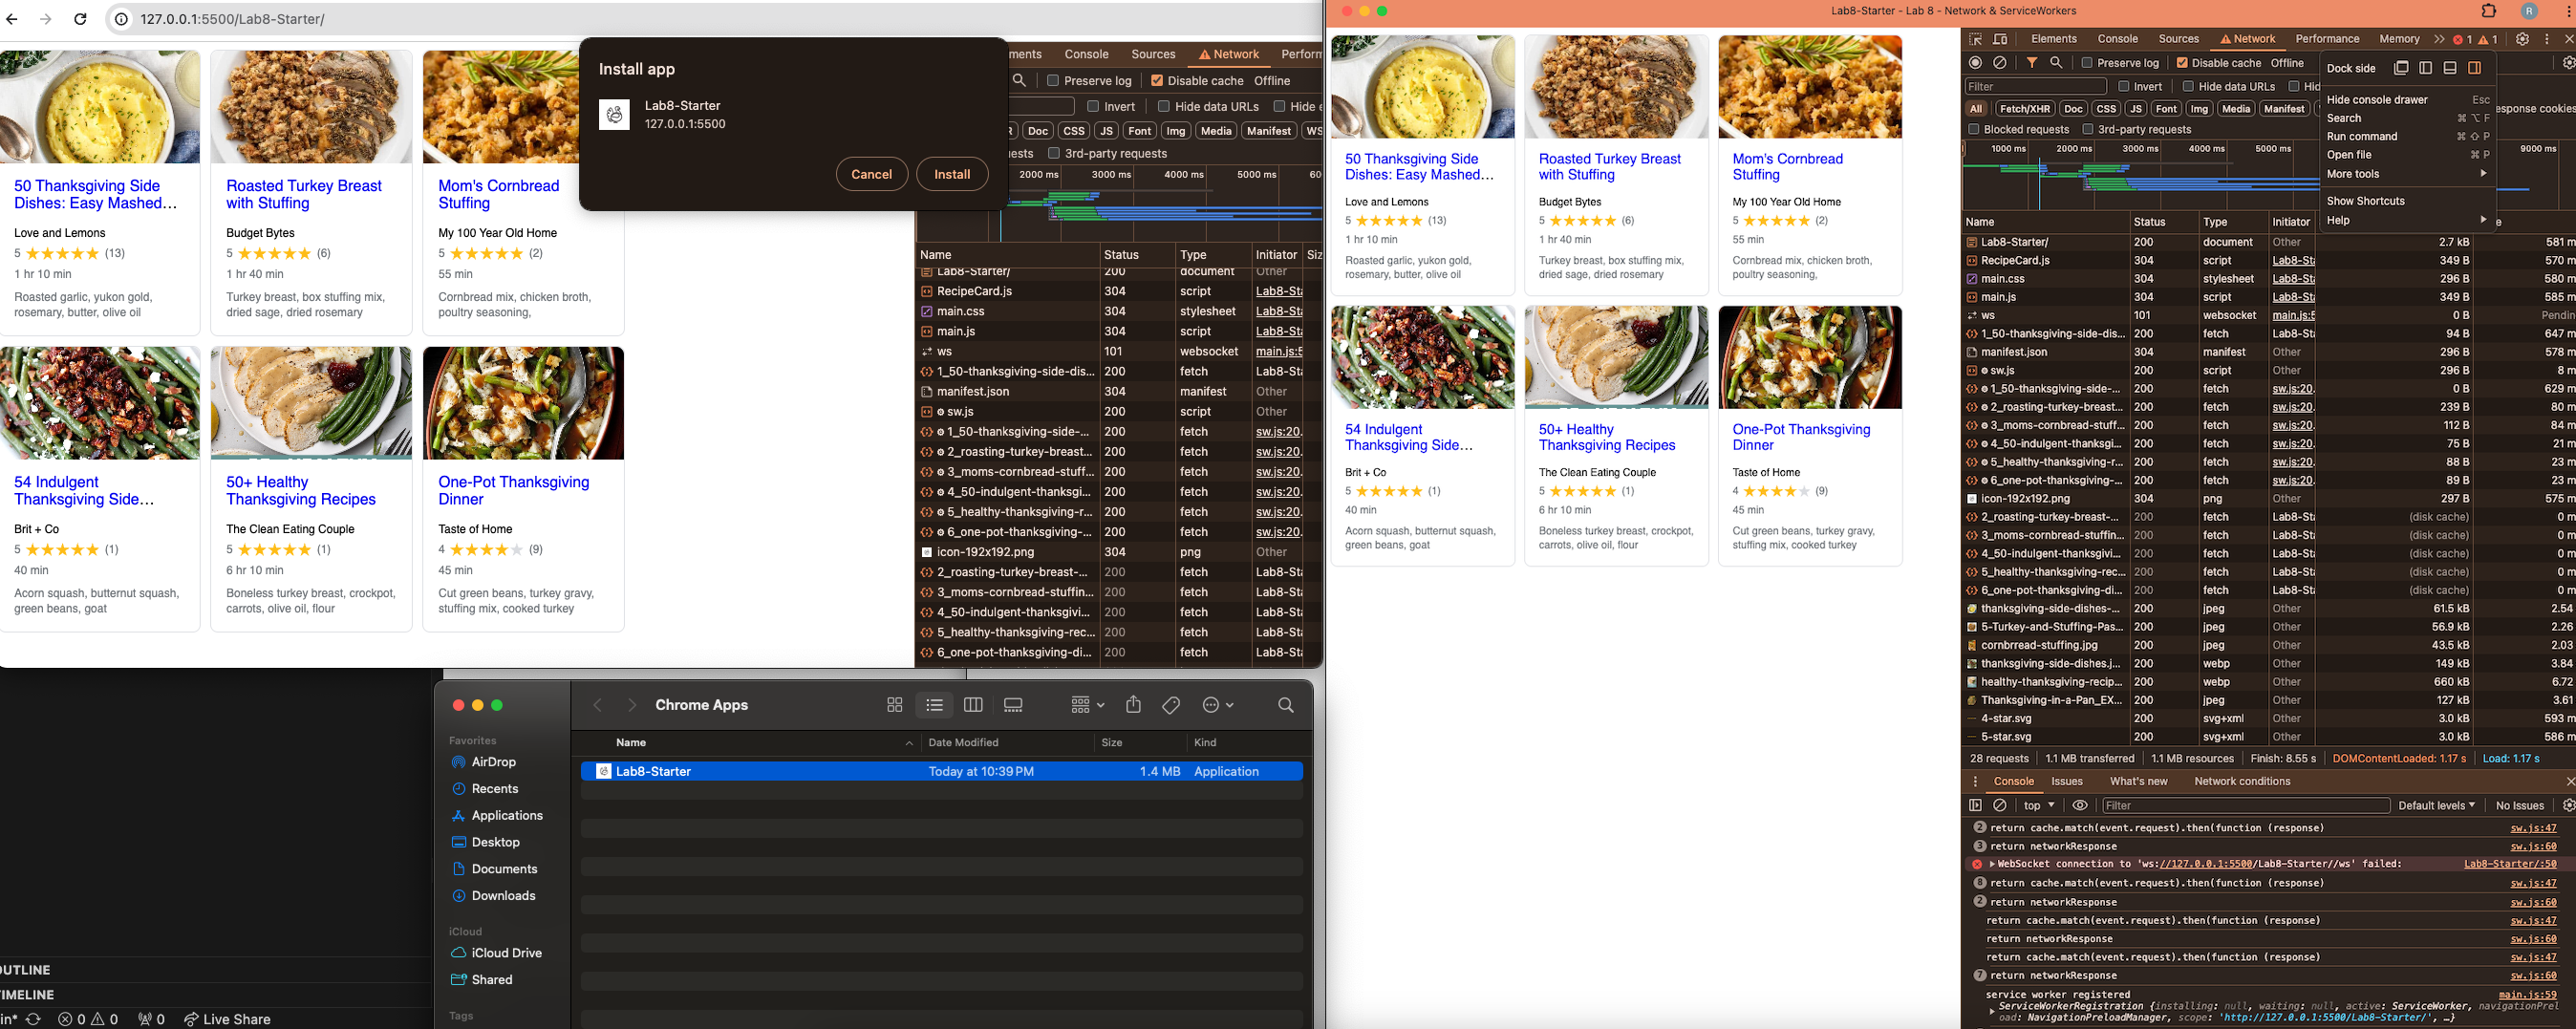 127.0.0.1:5500/Lab8-Starter/
50 Thanksgiving Side
Dishes: Easy Mashed…
Love and Lemons
5 (13)
1 hr 10 min
Roasted garlic, yukon gold,
rosemary, butter, olive oil
Roasted Turkey Breast
with Stuffing
Budget Bytes
5 (6)
1 hr 40 min
Turkey breast, box stuffing mix,
dried sage, dried rosemary
Mom's Cornbread
Stuffing
My 100 Year Old Home
5 (2)
55 min
Cornbread mix, chicken broth,
poultry seasoning,
54 Indulgent
Thanksgiving Side…
Brit + Co
5 (1)
40 min
Acorn squash, butternut squash,
green beans, goat
50+ Healthy
Thanksgiving Recipes
The Clean Eating Couple
5 (1)
6 hr 10 min
Boneless turkey breast, crockpot,
carrots, olive oil, flour
One-Pot Thanksgiving
Dinner
Taste of Home
4 (9)
45 min
Cut green beans, turkey gravy,
stuffing mix, cooked turkey
Install app
Lab8-Starter
127.0.0.1:5500
Cancel Install
ments Console Sources Network Perform
Preserve log Disable cache Offline
Invert Hide data URLs Hide e
R Doc CSS JS Font Img Media Manifest WS
ests 3rd-party requests
2000 ms 3000 ms 4000 ms 5000 ms 60
Name Status Type Initiator Siz
Lab8-Starter/ 200 document Other
RecipeCard.js 304 script Lab8-Sta
main.css 304 stylesheet Lab8-Sta
main.js 304 script Lab8-Sta
ws 101 websocket main.js:5
1_50-thanksgiving-side-dis... 200 fetch Lab8-Sta
manifest.json 304 manifest Other
sw.js 200 script Other
1_50-thanksgiving-side-... 200 fetch sw.js:20
2_roasting-turkey-breast... 200 fetch sw.js:20
3_moms-cornbread-stuff... 200 fetch sw.js:20
4_50-indulgent-thanksgi... 200 fetch sw.js:20
5_healthy-thanksgiving-r... 200 fetch sw.js:20
6_one-pot-thanksgiving-... 200 fetch sw.js:20
icon-192x192.png 304 png Other
2_roasting-turkey-breast-... 200 fetch Lab8-Sta
3_moms-cornbread-stuffin... 200 fetch Lab8-Sta
4_50-indulgent-thanksgivi... 200 fetch Lab8-Sta
5_healthy-thanksgiving-rec... 200 fetch Lab8-Sta
6_one-pot-thanksgiving-di... 200 fetch Lab8-Sta
Chrome Apps
Name Date Modified Size Kind
Lab8-Starter Today at 10:39 PM 1.4 MB Application
Favorites
AirDrop
Recents
Applications
Desktop
Documents
Downloads
iCloud
iCloud Drive
Shared
Tags
OUTLINE
TIMELINE
in* 0 0 0 Live Share
Lab8-Starter - Lab 8 - Network & ServiceWorkers
R
50 Thanksgiving Side
Dishes: Easy Mashed…
Love and Lemons
5 (13)
1 hr 10 min
Roasted garlic, yukon gold,
rosemary, butter, olive oil
Roasted Turkey Breast
with Stuffing
Budget Bytes
5 (6)
1 hr 40 min
Turkey breast, box stuffing mix,
dried sage, dried rosemary
Mom's Cornbread
Stuffing
My 100 Year Old Home
5 (2)
55 min
Cornbread mix, chicken broth,
poultry seasoning,
54 Indulgent
Thanksgiving Side…
Brit + Co
5 (1)
40 min
Acorn squash, butternut squash,
green beans, goat
50+ Healthy
Thanksgiving Recipes
The Clean Eating Couple
5 (1)
6 hr 10 min
Boneless turkey breast, crockpot,
carrots, olive oil, flour
One-Pot Thanksgiving
Dinner
Taste of Home
4 (9)
45 min
Cut green beans, turkey gravy,
stuffing mix, cooked turkey
Elements Console Sources Network Performance Memory 1 1
Preserve log Disable cache Offline
Filter Invert Hide data URLs Hid
All Fetch/XHR Doc CSS JS Font Img Media Manifest esponse cookies
Blocked requests 3rd-party requests
1000 ms 2000 ms 3000 ms 4000 ms 5000 ms 9000 ms
Dock side
Hide console drawer Esc
Search ⌘ ⌥ F
Run command ⌘ ⇧ P
Open file ⌘ P
More tools
Show Shortcuts
Help
Name Status Type Initiator e
Lab8-Starter/ 200 document Other 2.7 kB 581 m
RecipeCard.js 304 script Lab8-Sta 349 B 570 m
main.css 304 stylesheet Lab8-Sta 296 B 580 m
main.js 304 script Lab8-Sta 349 B 585 m
ws 101 websocket main.js:5 0 B Pendin
1_50-thanksgiving-side-dis... 200 fetch Lab8-Sta 94 B 647 m
manifest.json 304 manifest Other 296 B 578 m
sw.js 200 script Other 296 B 8 m
1_50-thanksgiving-side-... 200 fetch sw.js:20. 0 B 629 m
2_roasting-turkey-breast... 200 fetch sw.js:20. 239 B 80 m
3_moms-cornbread-stuff... 200 fetch sw.js:20. 112 B 84 m
4_50-indulgent-thanksgi... 200 fetch sw.js:20. 75 B 21 m
5_healthy-thanksgiving-r... 200 fetch sw.js:20. 88 B 23 m
6_one-pot-thanksgiving-... 200 fetch sw.js:20. 89 B 23 m
icon-192x192.png 304 png Other 297 B 575 m
2_roasting-turkey-breast-... 200 fetch Lab8-Sta (disk cache) 0 m
3_moms-cornbread-stuffin... 200 fetch Lab8-Sta (disk cache) 0 m
4_50-indulgent-thanksgivi... 200 fetch Lab8-Sta (disk cache) 0 m
5_healthy-thanksgiving-rec... 200 fetch Lab8-Sta (disk cache) 0 m
6_one-pot-thanksgiving-di... 200 fetch Lab8-Sta (disk cache) 0 m
thanksgiving-side-dishes-... 200 jpeg Other 61.5 kB 2.54
5-Turkey-and-Stuffing-Pas... 200 jpeg Other 56.9 kB 2.26
cornbrread-stuffing.jpg 200 jpeg Other 43.5 kB 2.03
thanksgiving-side-dishes.j... 200 webp Other 149 kB 3.84
healthy-thanksgiving-recip... 200 webp Other 660 kB 6.72
Thanksgiving-in-a-Pan_EX... 200 jpeg Other 127 kB 3.61
4-star.svg 200 svg+xml Other 3.0 kB 593 m
5-star.svg 200 svg+xml Other 3.0 kB 586 m
28 requests 1.1 MB transferred 1.1 MB resources Finish: 8.55 s DOMContentLoaded: 1.17 s Load: 1.17 s
Console Issues What's new Network conditions
top Filter Default levels No Issues
2 return cache.match(event.request).then(function (response) sw.js:47
3 return networkResponse sw.js:60
WebSocket connection to 'ws://127.0.0.1:5500/Lab8-Starter//ws' failed: Lab8-Starter/:50
8 return cache.match(event.request).then(function (response) sw.js:47
2 return networkResponse sw.js:60
return cache.match(event.request).then(function (response) sw.js:47
return networkResponse sw.js:60
return cache.match(event.request).then(function (response) sw.js:47
7 return networkResponse sw.js:60
service worker registered main.js:59
ServiceWorkerRegistration {installing: null, waiting: null, active: ServiceWorker, navigationPrel
oad: NavigationPreloadManager, scope: 'http://127.0.0.1:5500/Lab8-Starter/', …}